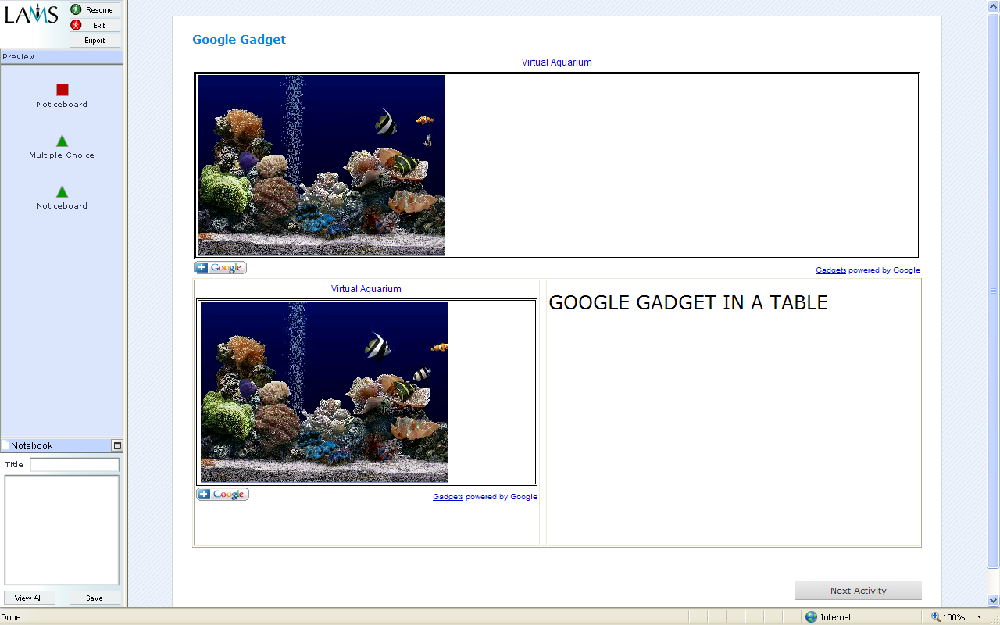 LAMS
Resume
Exit
Export
Preview
Noticeboard
Multiple Choice
Noticeboard
Notebook
Title
View All
Save
Google Gadget
Virtual Aquarium
Google
Gadgets powered by Google
Virtual Aquarium
Google
Gadgets powered by Google
GOOGLE GADGET IN A TABLE
Next Activity
Done
Internet
100%